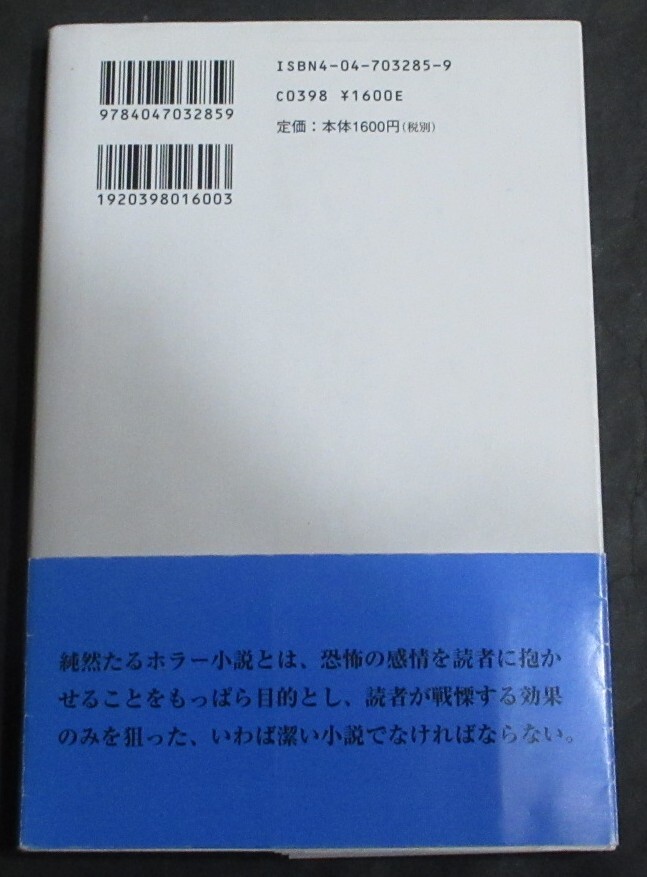 ISBN4-04-703285-9
9784047032859
C0398 ¥1600E
定価：本体1600円(税別)
1920398016003
純然たるホラー小説とは、恐怖の感情を読者に抱か
せることをもっぱら目的とし、読者が戦慄する効果
のみを狙った、いわば潔い小説でなければならない。